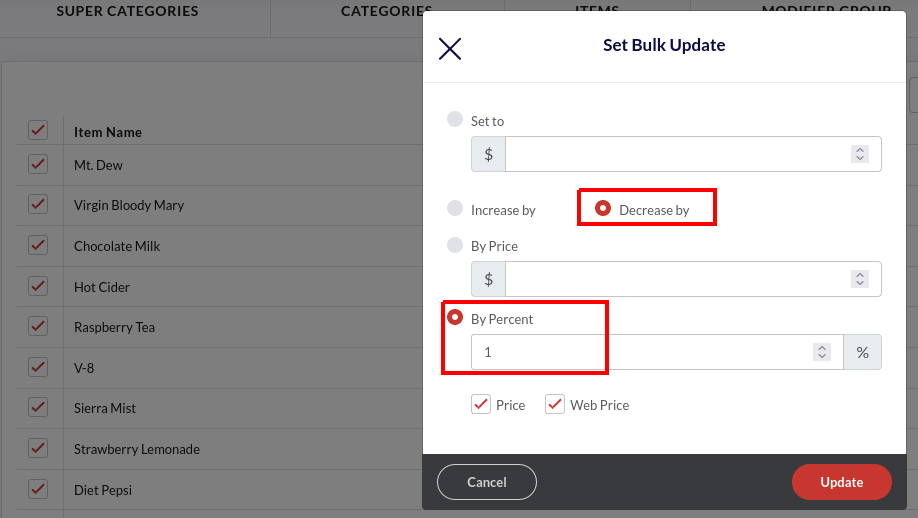 SUPER CATEGORIES
CATEGORIES
ITEMS
MODIFIER GROUP
Set Bulk Update
Item Name
Mt. Dew
Virgin Bloody Mary
Chocolate Milk
Hot Cider
Raspberry Tea
V-8
Sierra Mist
Strawberry Lemonade
Diet Pepsi
Set to
$
Increase by
Decrease by
By Price
$
By Percent
1
%
Price
Web Price
Cancel
Update